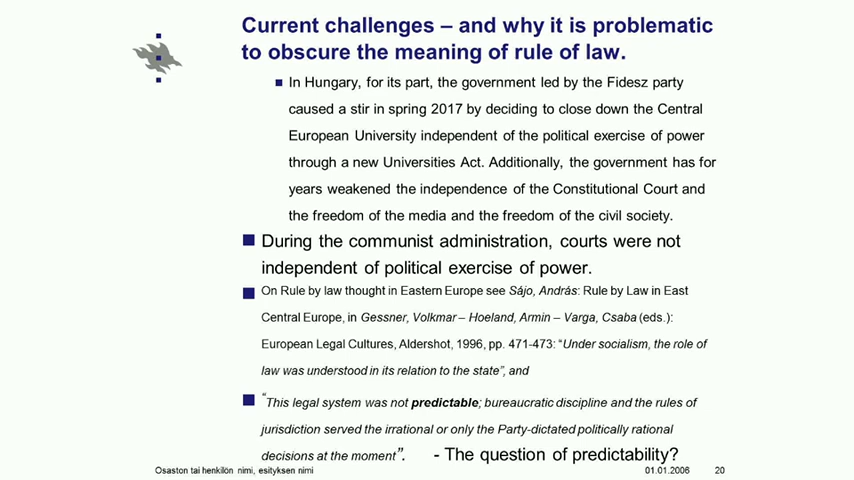 Current challenges – and why it is problematic
to obscure the meaning of rule of law.
In Hungary, for its part, the government led by the Fidesz party
caused a stir in spring 2017 by deciding to close down the Central
European University independent of the political exercise of power
through a new Universities Act. Additionally, the government has for
years weakened the independence of the Constitutional Court and
the freedom of the media and the freedom of the civil society.
During the communist administration, courts were not
independent of political exercise of power.
On Rule by law thought in Eastern Europe see Sájo, András: Rule by Law in East
Central Europe, in Gessner, Volkmar – Hoeland, Armin – Varga, Csaba (eds.):
European Legal Cultures, Aldershot, 1996, pp. 471-473: “Under socialism, the role of
law was understood in its relation to the state”, and
“This legal system was not predictable; bureaucratic discipline and the rules of
jurisdiction served the irrational or only the Party-dictated politically rational
decisions at the moment”. - The question of predictability?
Osaston tai henkilön nimi, esityksen nimi 01.01.2006 20